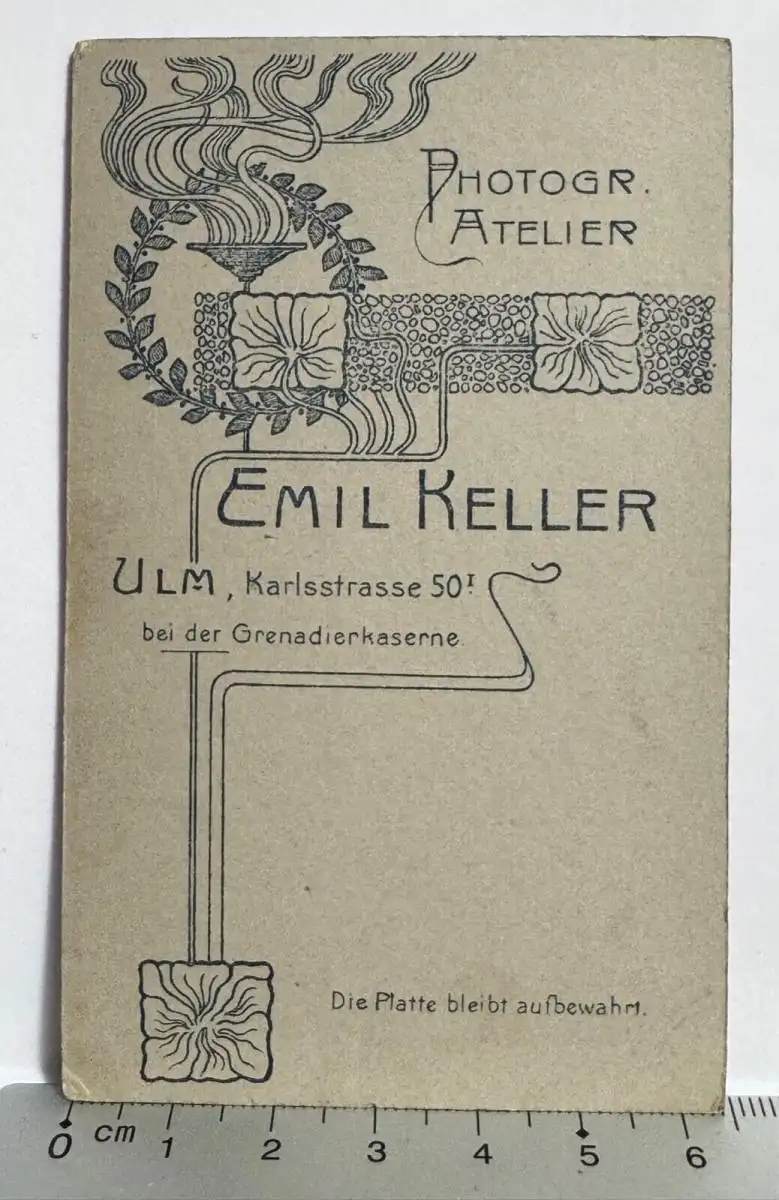 PHOTOGR.
ATELIER
EMIL KELLER
ULM, Karlsstrasse 50 I.
bei der Grenadierkaserne.
Die Platte bleibt aufbewahrt.
0 cm 1 2 3 4 5 6